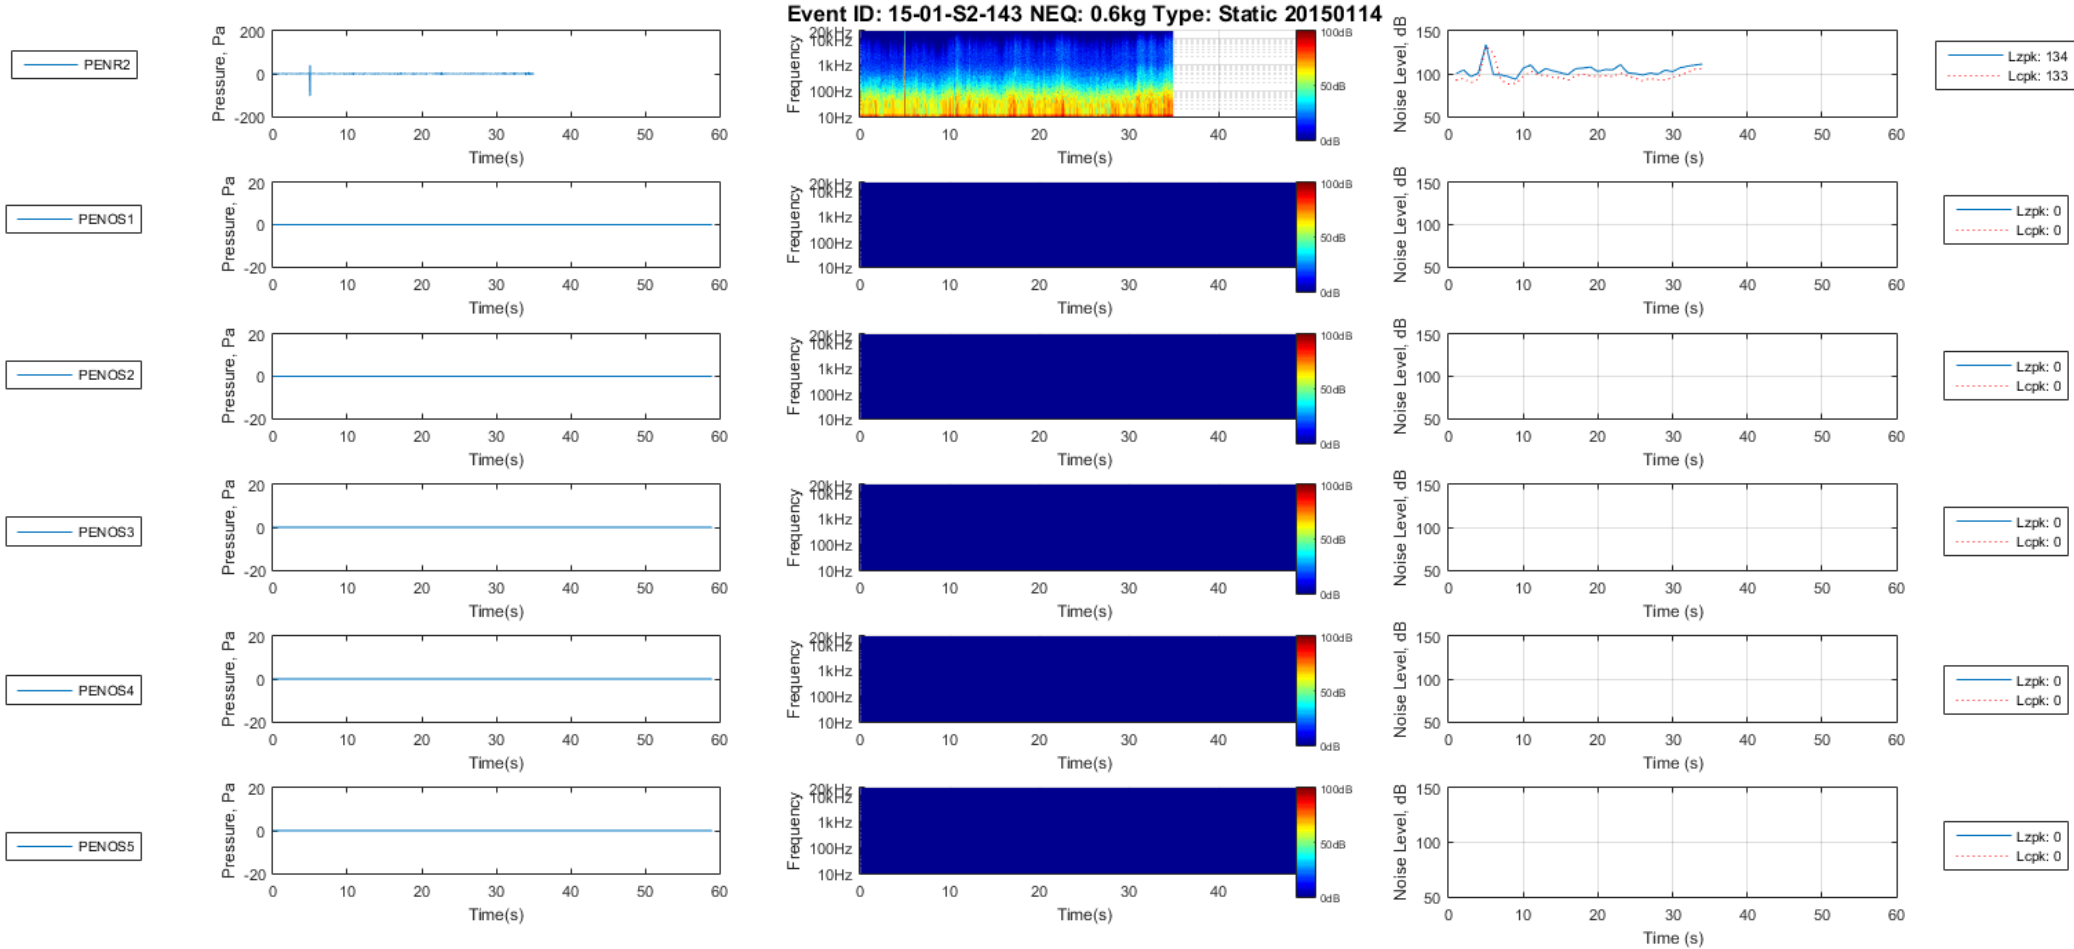 Event ID: 15-01-S2-143 NEQ: 0.6kg Type: Static 20150114
PENR2
Pressure, Pa
200
0
-200
0 10 20 30 40 50 60
Time(s)
Frequency
20kHz
10kHz
1kHz
100Hz
10Hz
0 10 20 30 40
Time(s)
100dB
50dB
0dB
Noise Level, dB
150
100
50
0 10 20 30 40 50 60
Time (s)
Lzpk: 134
Lcpk: 133
PENOS1
Pressure, Pa
20
0
-20
0 10 20 30 40 50 60
Time(s)
Frequency
20kHz
10kHz
1kHz
100Hz
10Hz
0 10 20 30 40
Time(s)
100dB
50dB
0dB
Noise Level, dB
150
100
50
0 10 20 30 40 50 60
Time (s)
Lzpk: 0
Lcpk: 0
PENOS2
Pressure, Pa
20
0
-20
0 10 20 30 40 50 60
Time(s)
Frequency
20kHz
10kHz
1kHz
100Hz
10Hz
0 10 20 30 40
Time(s)
100dB
50dB
0dB
Noise Level, dB
150
100
50
0 10 20 30 40 50 60
Time (s)
Lzpk: 0
Lcpk: 0
PENOS3
Pressure, Pa
20
0
-20
0 10 20 30 40 50 60
Time(s)
Frequency
20kHz
10kHz
1kHz
100Hz
10Hz
0 10 20 30 40
Time(s)
100dB
50dB
0dB
Noise Level, dB
150
100
50
0 10 20 30 40 50 60
Time (s)
Lzpk: 0
Lcpk: 0
PENOS4
Pressure, Pa
20
0
-20
0 10 20 30 40 50 60
Time(s)
Frequency
20kHz
10kHz
1kHz
100Hz
10Hz
0 10 20 30 40
Time(s)
100dB
50dB
0dB
Noise Level, dB
150
100
50
0 10 20 30 40 50 60
Time (s)
Lzpk: 0
Lcpk: 0
PENOS5
Pressure, Pa
20
0
-20
0 10 20 30 40 50 60
Time(s)
Frequency
20kHz
10kHz
1kHz
100Hz
10Hz
0 10 20 30 40
Time(s)
100dB
50dB
0dB
Noise Level, dB
150
100
50
0 10 20 30 40 50 60
Time (s)
Lzpk: 0
Lcpk: 0